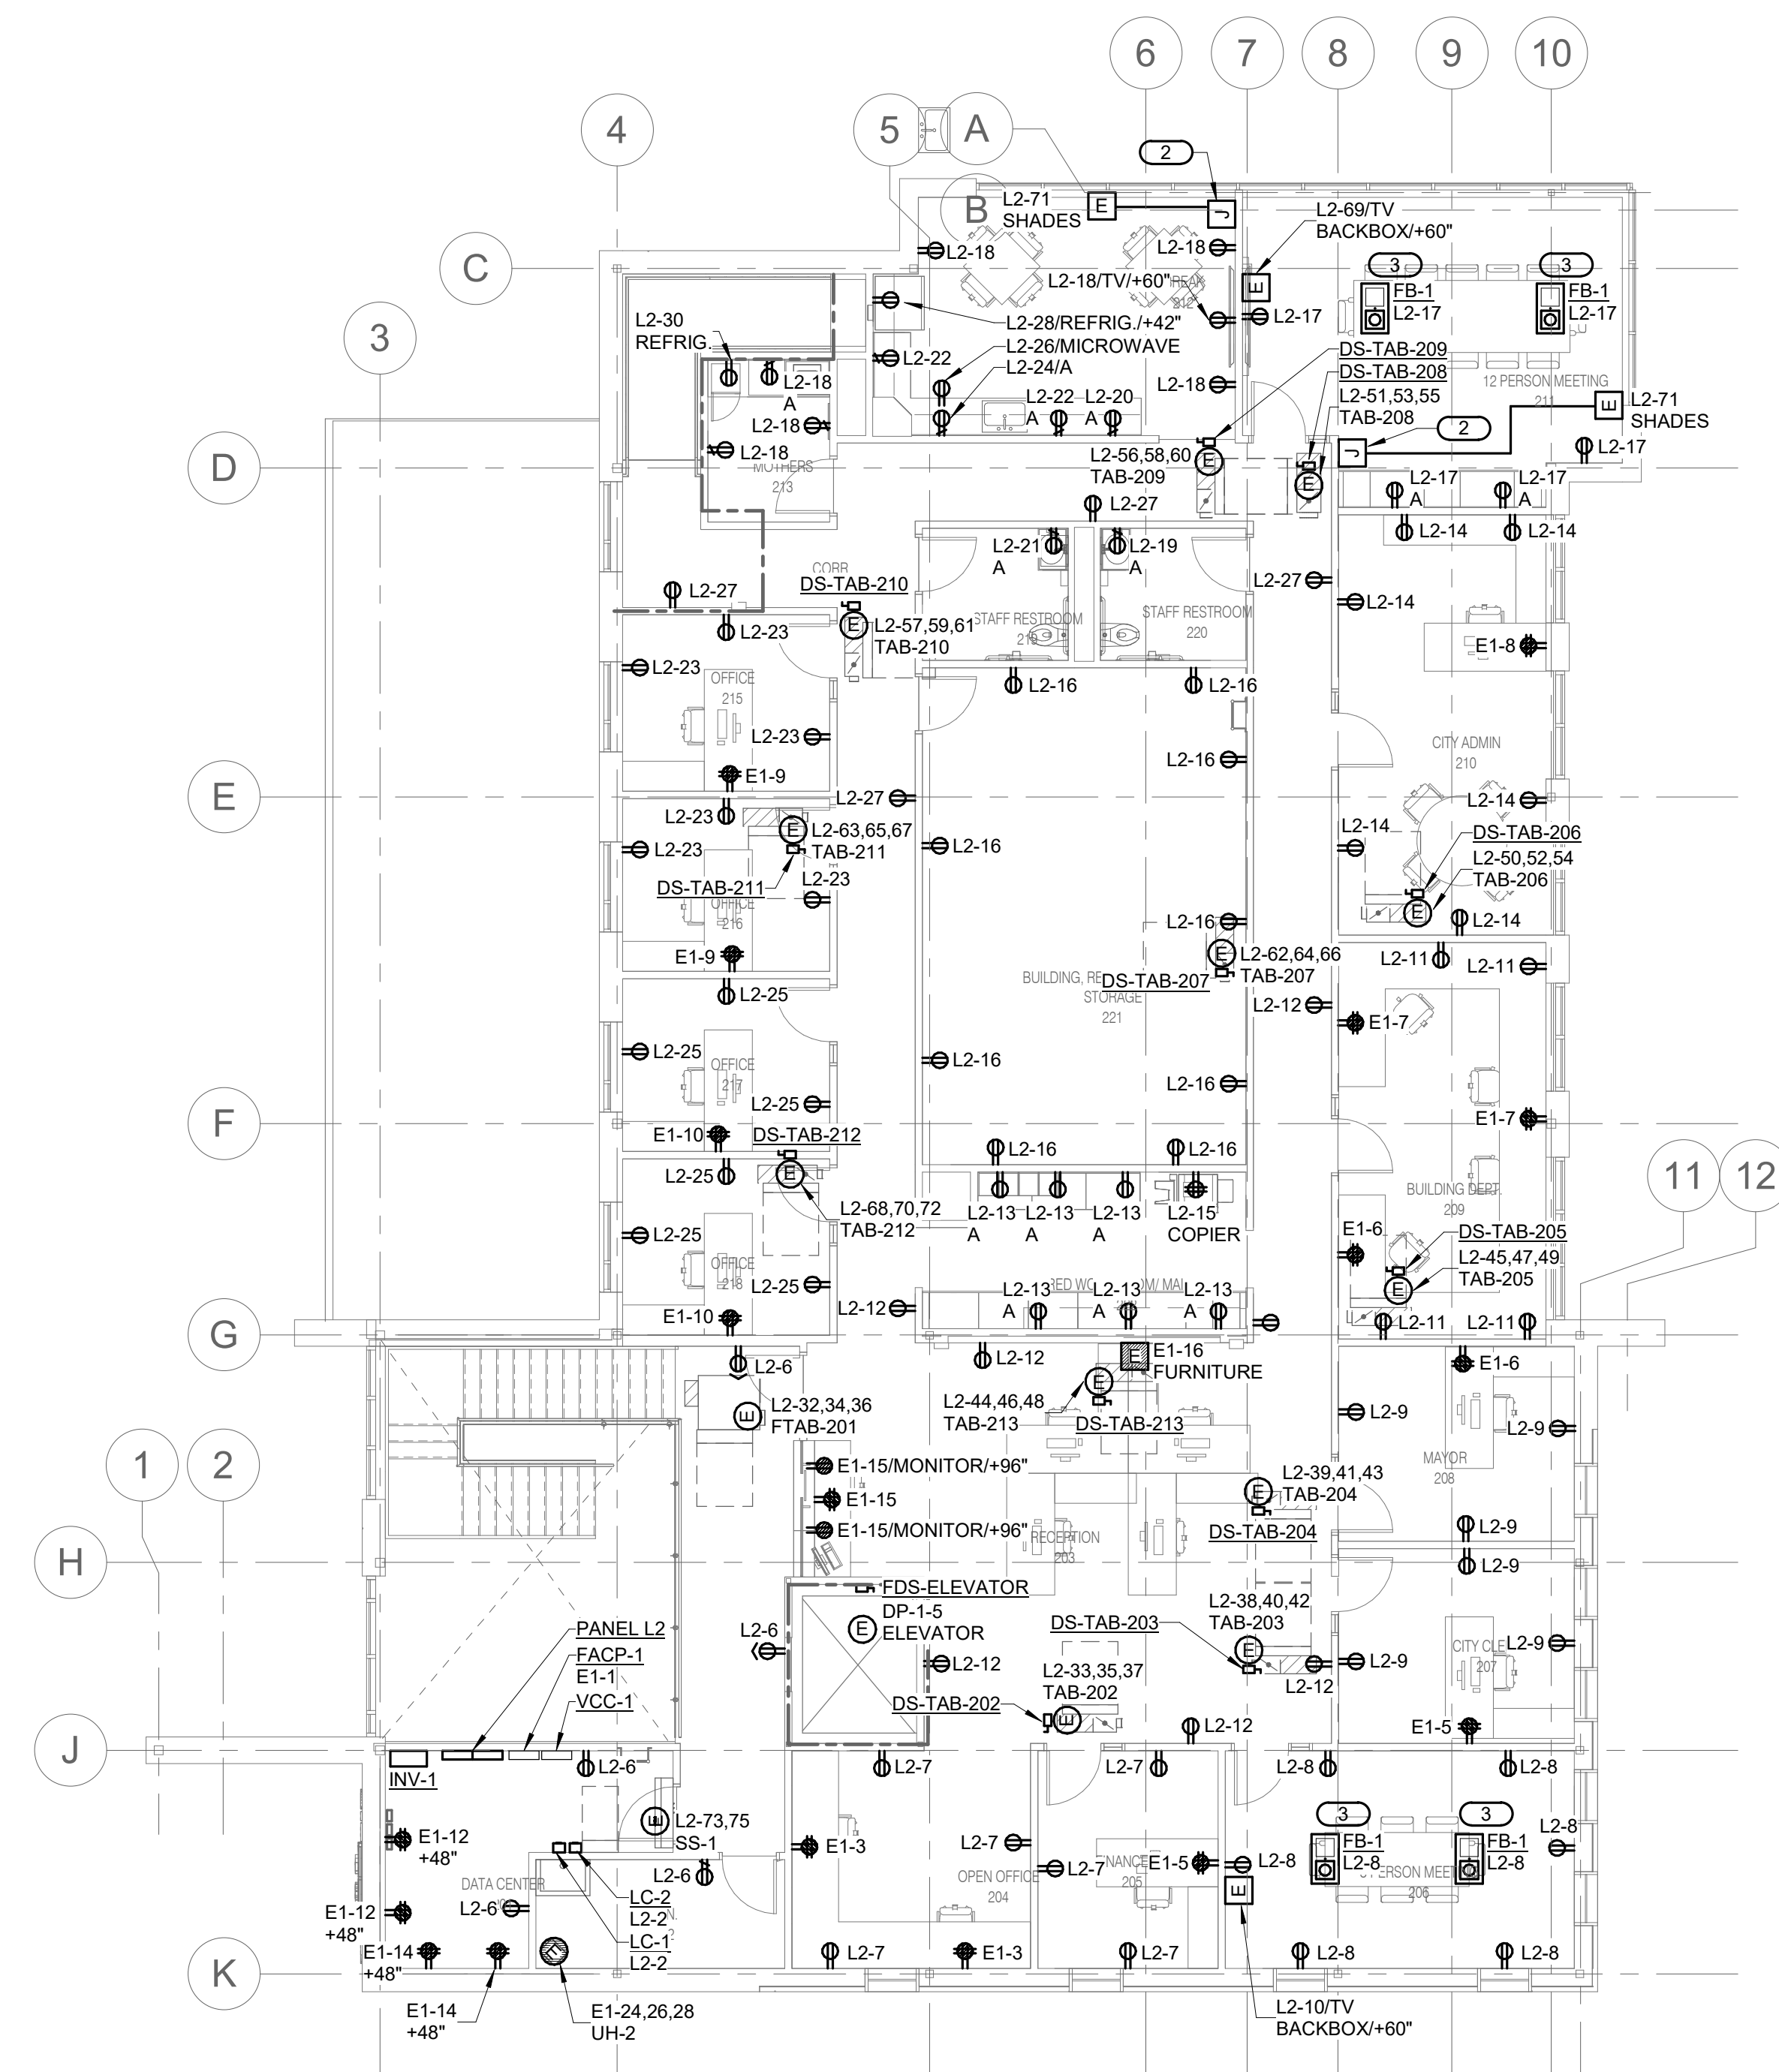 6
7
8
9
10
4
5
A
2
L2-71
SHADES
E
J
B
L2-69/TV
BACKBOX/+60"
L2-18
L2-18
C
3
3
L2-18/TV/+60"
212
E
FB-1
L2-17
FB-1
L2-17
L2-17
3
L2-30
REFRIG.
L2-28/REFRIG./+42"
L2-26/MICROWAVE
L2-24/A
L2-22
DS-TAB-209
DS-TAB-208
L2-18
A
L2-18
L2-51,53,55
TAB-208
12 PERSON MEETING
211
E
L2-71
SHADES
L2-22
A
L2-20
A
L2-18
L2-18
2
J
L2-17
D
MOTHERS
213
L2-56,58,60
TAB-209
E
E
L2-17
A
L2-17
A
L2-27
L2-14
L2-14
L2-21
A
L2-19
A
CORR
DS-TAB-210
L2-27
L2-27
L2-14
E
L2-57,59,61
TAB-210
STAFF RESTROOM
STAFF RESTROOM
220
L2-23
E1-8
L2-23
OFFICE
215
L2-16
L2-16
L2-23
L2-16
CITY ADMIN
210
E1-9
E
L2-27
L2-14
L2-23
E
L2-63,65,67
TAB-211
L2-23
L2-16
L2-14
DS-TAB-206
L2-50,52,54
TAB-206
DS-TAB-211
L2-23
OFFICE
216
E
L2-16
L2-14
E1-9
E
L2-62,64,66
TAB-207
L2-11
L2-11
BUILDING, RE
STORAGE
221
DS-TAB-207
L2-25
L2-12
E1-7
L2-25
OFFICE
217
L2-16
L2-16
L2-25
E1-7
F
E1-10
DS-TAB-212
L2-16
L2-16
11
12
L2-25
E
L2-68,70,72
TAB-212
L2-13
A
L2-13
A
L2-13
A
L2-15
COPIER
BUILDING DEPT.
209
E1-6
DS-TAB-205
L2-45,47,49
TAB-205
L2-25
OFFICE
218
L2-25
E
L2-13
A
L2-13
A
L2-13
A
L2-12
E1-10
G
L2-11
L2-11
L2-6
L2-12
E
E1-16
FURNITURE
E1-6
E
L2-32,34,36
FTAB-201
L2-44,46,48
TAB-213
E
DS-TAB-213
L2-9
L2-9
1
2
E1-15/MONITOR/+96"
MAYOR
208
E1-15
L2-39,41,43
TAB-204
E
E1-15/MONITOR/+96"
RECEPTION
203
DS-TAB-204
L2-9
H
L2-9
FDS-ELEVATOR
DP-1-5
ELEVATOR
E
L2-38,40,42
TAB-203
DS-TAB-203
PANEL L2
L2-6
E
CITY CLE
207
L2-9
FACP-1
E1-1
L2-12
L2-33,35,37
TAB-202
L2-12
L2-9
VCC-1
DS-TAB-202
E
L2-12
E1-5
J
INV-1
L2-6
L2-7
L2-7
L2-8
L2-8
E
L2-73,75
SS-1
3
3
E1-12
+48"
E1-3
L2-7
L2-7
E1-5
L2-8
FB-1
L2-8
FB-1
L2-8
L2-8
DATA CENTER
L2-6
L2-6
OPEN OFFICE
204
205
E
PERSON MEET
206
E1-12
+48"
LC-2
L2-2
LC-1
L2-2
E1-14
+48"
L2-7
E1-3
L2-7
L2-8
L2-8
K
E1-14
+48"
E1-24,26,28
UH-2
L2-10/TV
BACKBOX/+60"